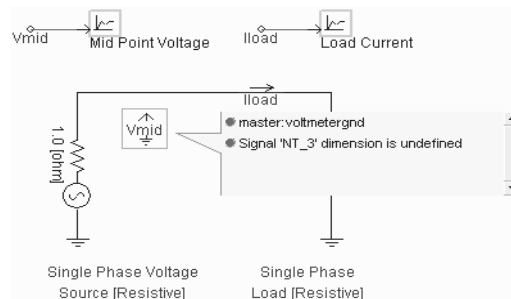 Vmid
Mid Point Voltage
Iload
Load Current
Iload
Vmid
master:voltmetergnd
Signal 'NT_3' dimension is undefined
1.0 [ohm]
Single Phase Voltage
Source [Resistive]
Single Phase
Load [Resistive]